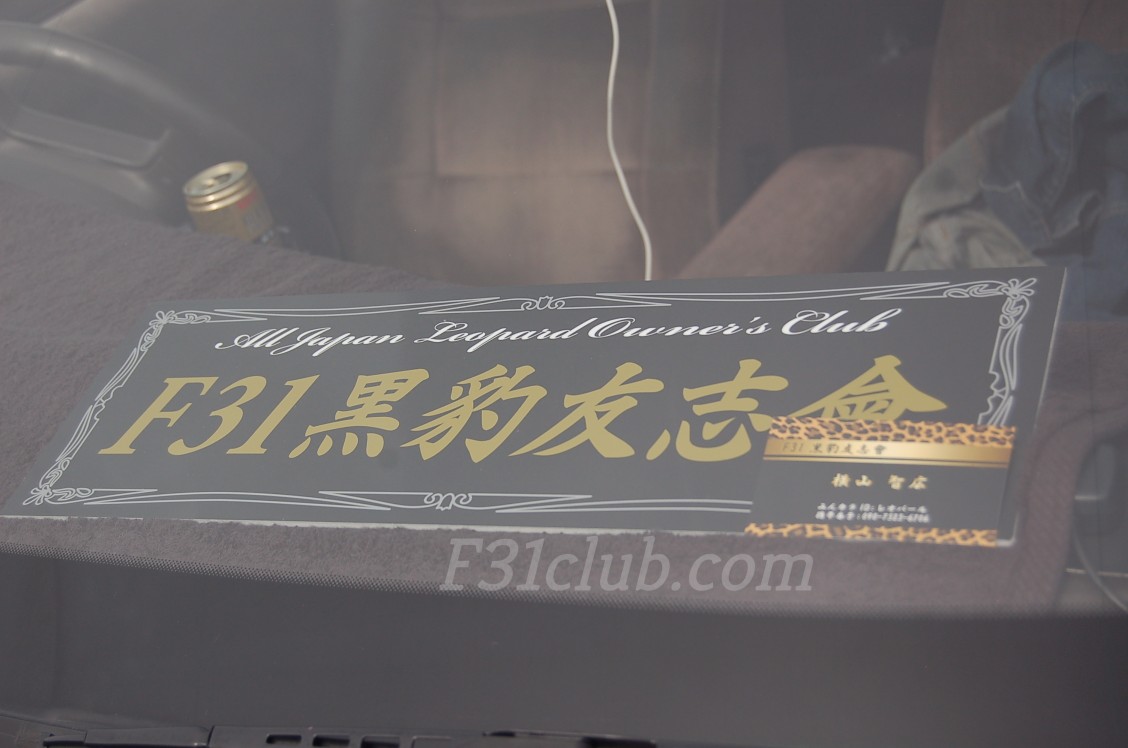 All Japan Leopard Owner's Club
F31黒豹友志會
F31 黒豹友志會
横山 智宏
F31club.com